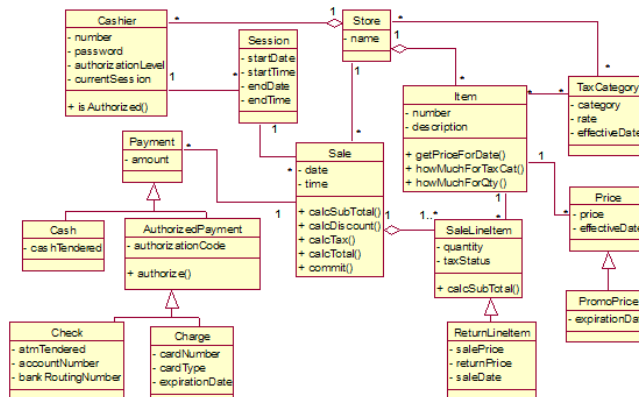 Cashier
- number
- password
- authorizationLevel
- currentSession
+ isAuthorized()
* 1
Store
- name
1
1 *
Session
- startDate
- startTime
- endDate
- endTime
1 *
1
*
1
*
*
*
TaxCategory
- category
- rate
- effectiveDate
* *
Item
- number
- description
+ getPriceForDate()
+ howMuchForTaxCat()
+ howMuchForQty()
1
*
1
*
Payment
- amount
*
1
Sale
- date
- time
+ calcSubTotal()
+ calcDiscount()
+ calcTax()
+ calcTotal()
+ commit()
1 1..*
Price
- price
- effectiveDate
Cash
- cashTendered
AuthorizedPayment
- authorizationCode
+ authorize()
SaleLineItem
- quantity
- taxStatus
+ calcSubTotal()
PromoPrice
- expirationDat
Check
- atmTendered
- accountNumber
- bankRoutingNumber
Charge
- cardNumber
- cardType
- expirationDate
ReturnLineItem
- salePrice
- returnPrice
- saleDate